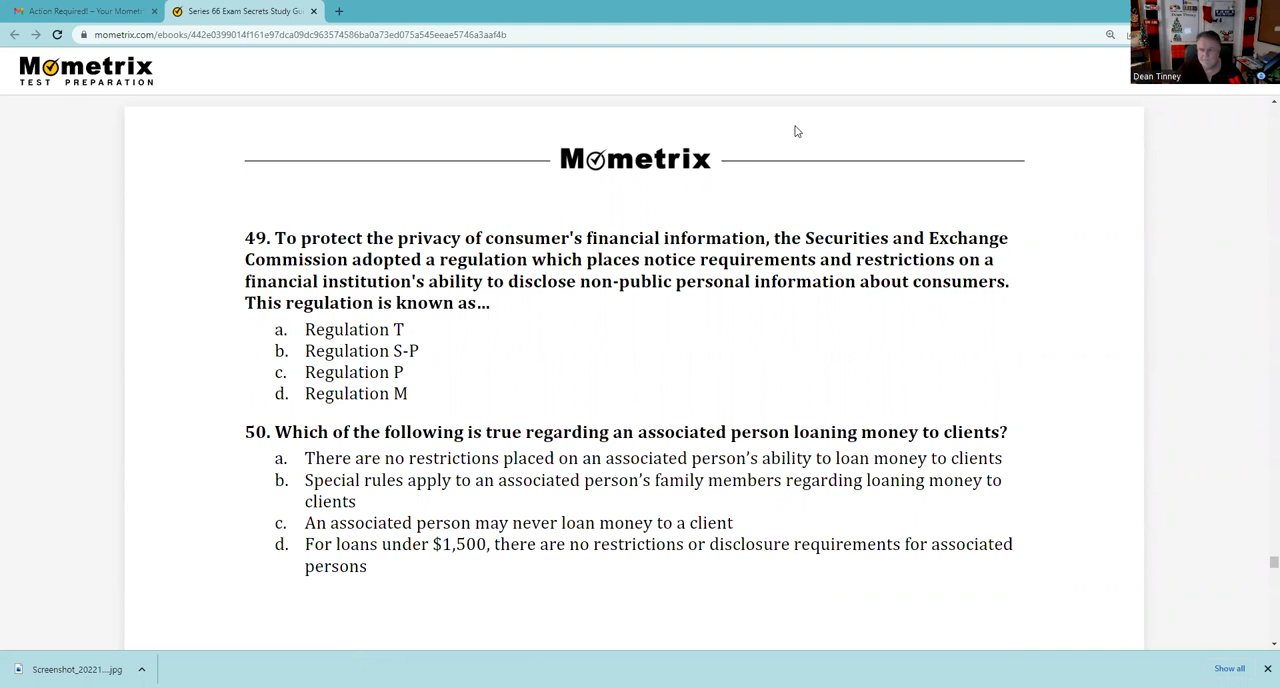 Action Required! – Your Mometr
Series 66 Exam Secrets Study Gui
mometrix.com/ebooks/442e0399014f161e97dca09dc963574586ba0a73ed075a545eeae5746a3aaf4b
Dean Tinney
Mometrix
TEST PREPARATION
Mometrix
49. To protect the privacy of consumer's financial information, the Securities and Exchange
Commission adopted a regulation which places notice requirements and restrictions on a
financial institution's ability to disclose non-public personal information about consumers.
This regulation is known as...
a. Regulation T
b. Regulation S-P
c. Regulation P
d. Regulation M
50. Which of the following is true regarding an associated person loaning money to clients?
a. There are no restrictions placed on an associated person’s ability to loan money to clients
b. Special rules apply to an associated person’s family members regarding loaning money to
clients
c. An associated person may never loan money to a client
d. For loans under $1,500, there are no restrictions or disclosure requirements for associated
persons
Screenshot_20221....jpg
Show all